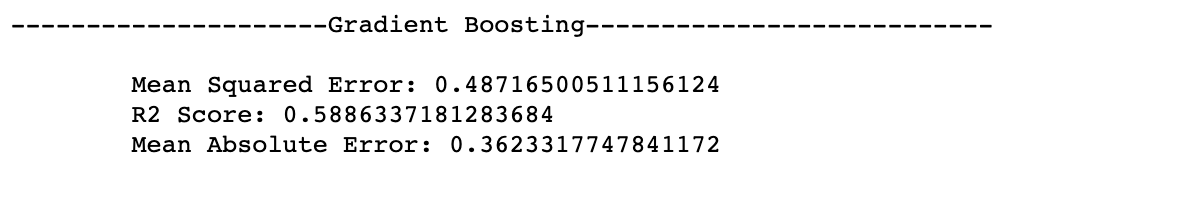 ---------------------Gradient Boosting---------------------------
Mean Squared Error: 0.48716500511156124
R2 Score: 0.5886337181283684
Mean Absolute Error: 0.3623317747841172